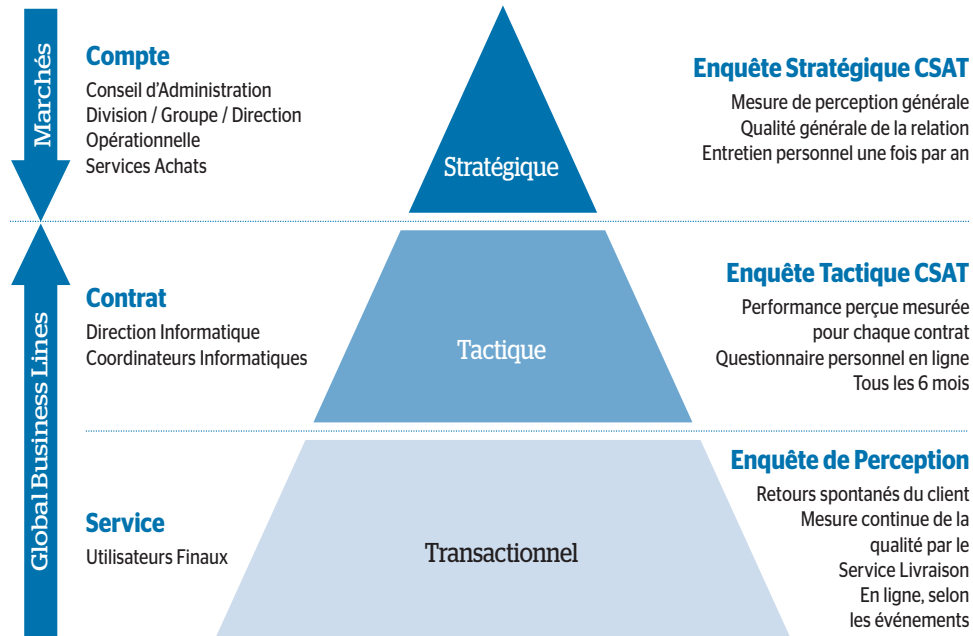 Marchés
Compte
Conseil d'Administration
Division / Groupe / Direction
Opérationnelle
Services Achats
Stratégique
Enquête Stratégique CSAT
Mesure de perception générale
Qualité générale de la relation
Entretien personnel une fois par an
Global Business Lines
Contrat
Direction Informatique
Coordinateurs Informatiques
Tactique
Enquête Tactique CSAT
Performance perçue mesurée
pour chaque contrat
Questionnaire personnel en ligne
Tous les 6 mois
Service
Utilisateurs Finaux
Transactionnel
Enquête de Perception
Retours spontanés du client
Mesure continue de la
qualité par le
Service Livraison
En ligne, selon
les événements